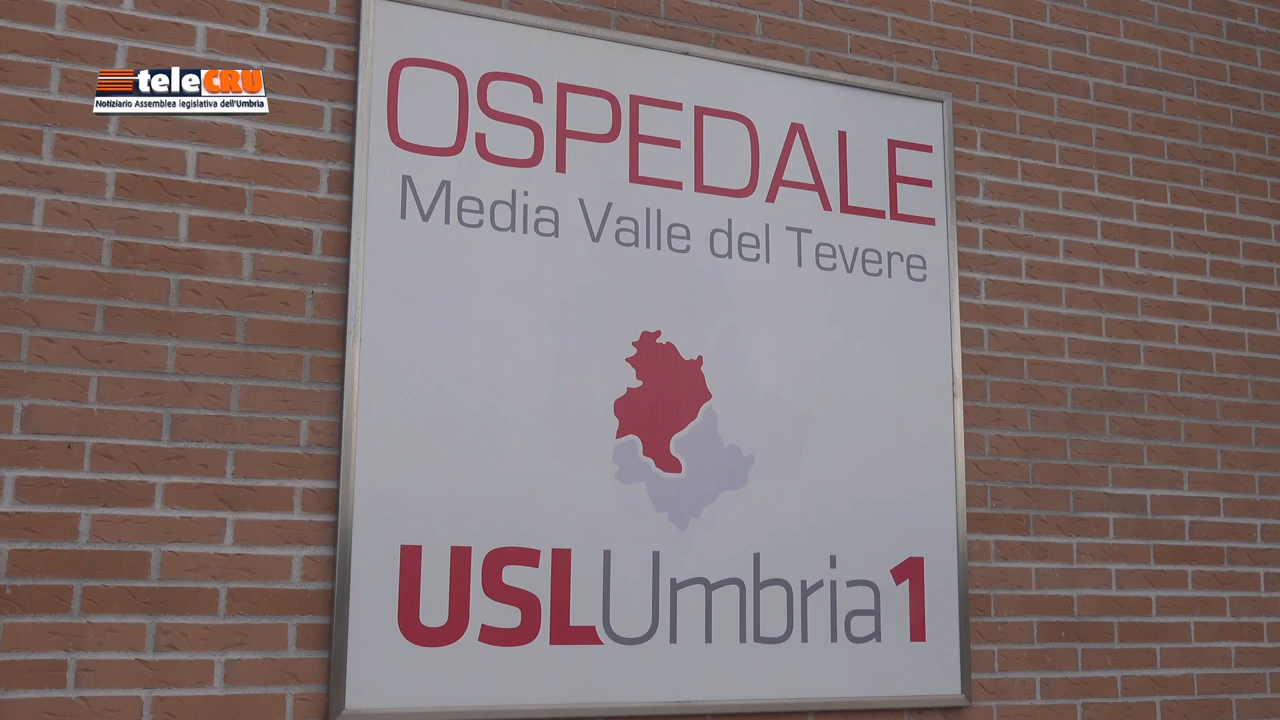 teleCRU
Notiziario Assemblea legislativa dell'Umbria
OSPEDALE
Media Valle del Tevere
USLUmbria1